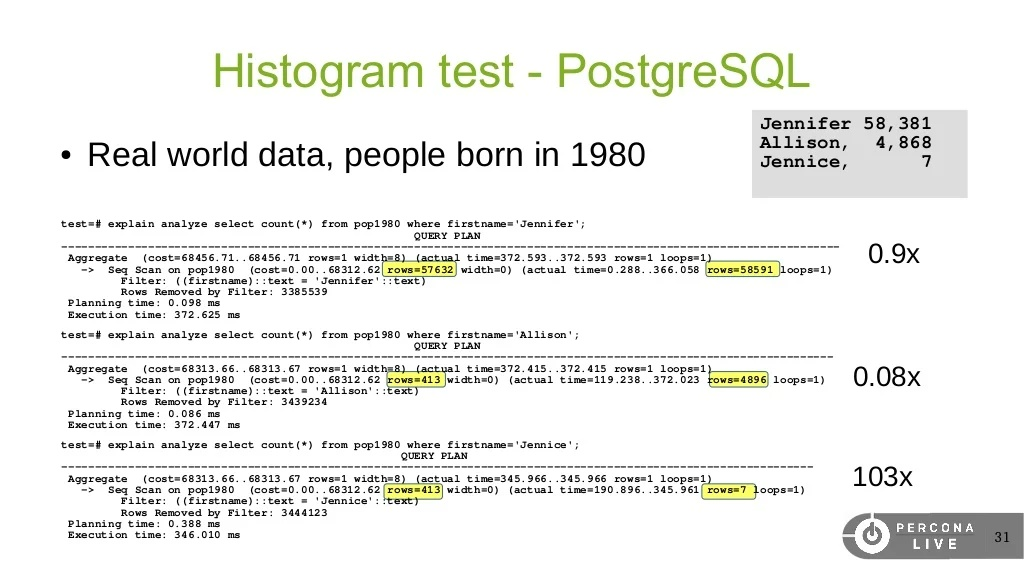 Histogram test - PostgreSQL
Jennifer 58,381
Allison, 4,868
Jennice, 7
• Real world data, people born in 1980
test=# explain analyze select count(*) from pop1980 where firstname='Jennifer';
QUERY PLAN
--------------------------------------------------------------------------------------------------------------------
Aggregate (cost=68456.71..68456.71 rows=1 width=8) (actual time=372.593..372.593 rows=1 loops=1)
-> Seq Scan on pop1980 (cost=0.00..68312.62 rows=57632 width=0) (actual time=0.288..366.058 rows=58591 loops=1)
Filter: ((firstname)::text = 'Jennifer'::text)
Rows Removed by Filter: 3385539
Planning time: 0.098 ms
Execution time: 372.625 ms
0.9x
test=# explain analyze select count(*) from pop1980 where firstname='Allison';
QUERY PLAN
-------------------------------------------------------------------------------------------------------------------
Aggregate (cost=68313.66..68313.67 rows=1 width=8) (actual time=372.415..372.415 rows=1 loops=1)
-> Seq Scan on pop1980 (cost=0.00..68312.62 rows=413 width=0) (actual time=119.238..372.023 rows=4896 loops=1)
Filter: ((firstname)::text = 'Allison'::text)
Rows Removed by Filter: 3439234
Planning time: 0.086 ms
Execution time: 372.447 ms
0.08x
test=# explain analyze select count(*) from pop1980 where firstname='Jennice';
QUERY PLAN
----------------------------------------------------------------------------------------------------------------
Aggregate (cost=68313.66..68313.67 rows=1 width=8) (actual time=345.966..345.966 rows=1 loops=1)
-> Seq Scan on pop1980 (cost=0.00..68312.62 rows=413 width=0) (actual time=190.896..345.961 rows=7 loops=1)
Filter: ((firstname)::text = 'Jennice'::text)
Rows Removed by Filter: 3444123
Planning time: 0.388 ms
Execution time: 346.010 ms
103x
PERCONA
LIVE
31